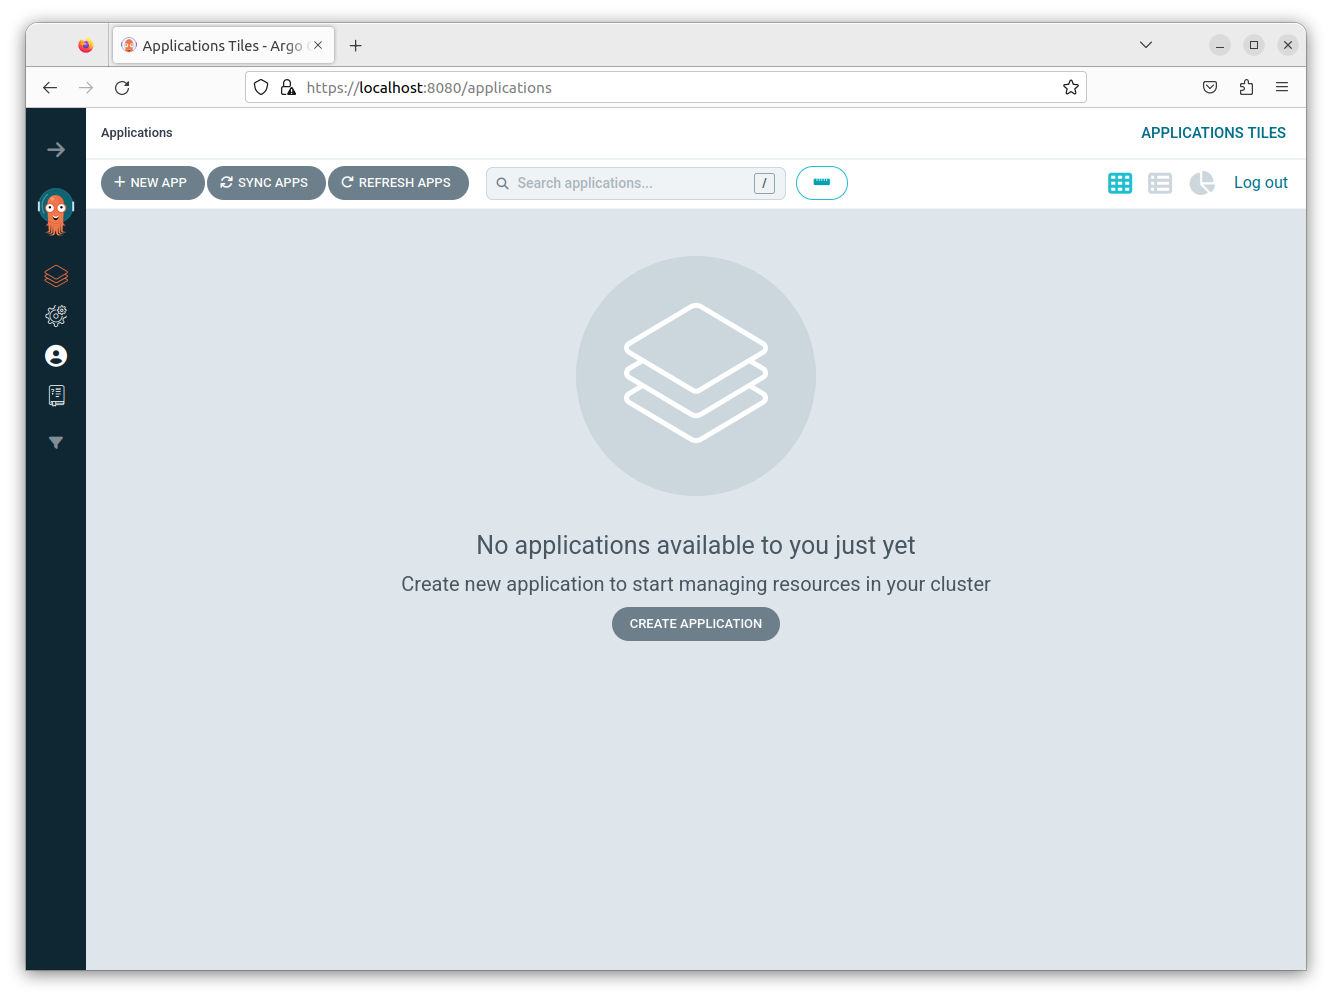 Applications Tiles - Argo
https://localhost:8080/applications
Applications
APPLICATIONS TILES
NEW APP
SYNC APPS
REFRESH APPS
Search applications...
/
Log out
No applications available to you just yet
Create new application to start managing resources in your cluster
CREATE APPLICATION